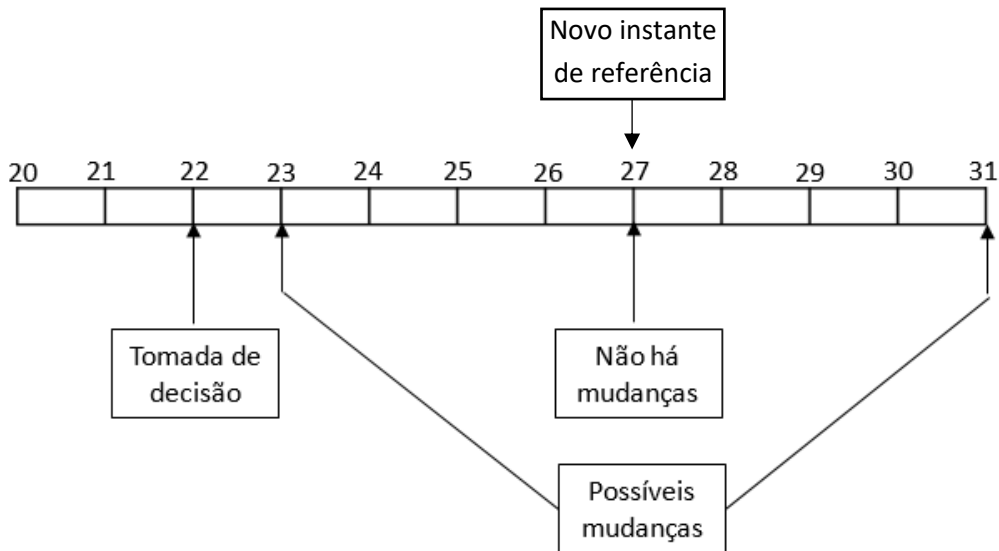 Novo instante
de referência
20 21 22 23 24 25 26 27 28 29 30 31
Tomada de
decisão
Não há
mudanças
Possíveis
mudanças